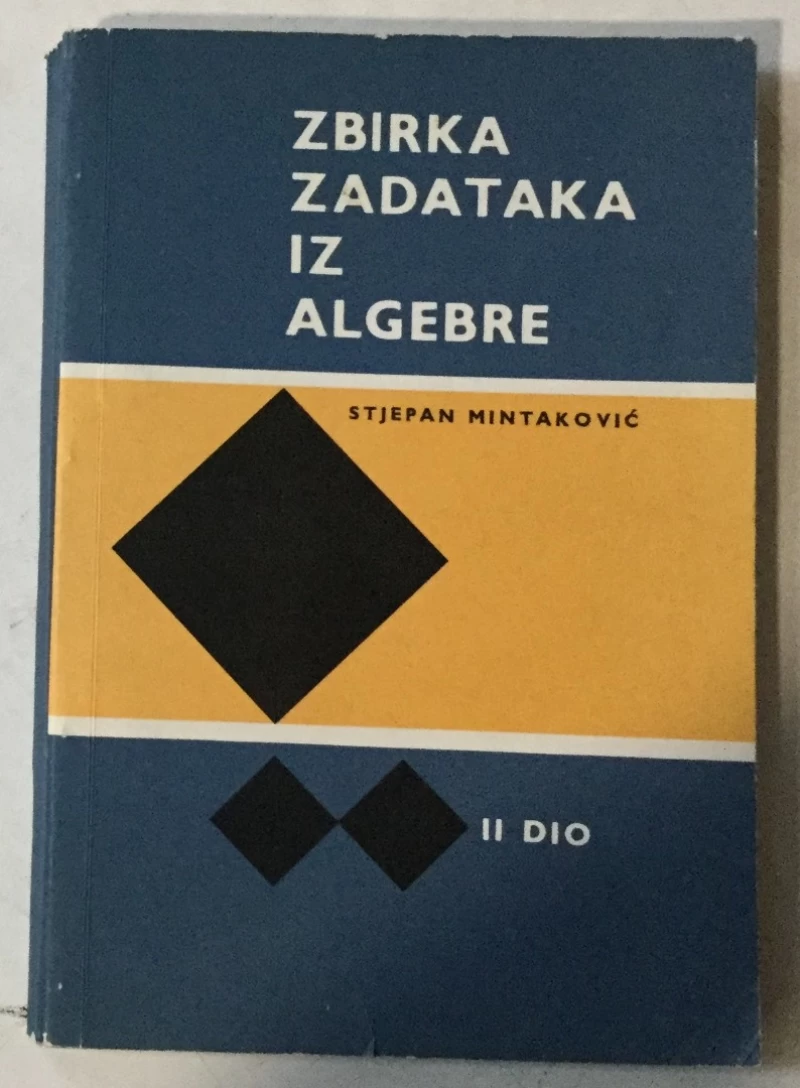 ZBIRKA
ZADATAKA
IZ
ALGEBRE
STJEPAN MINTAKOVIĆ
II DIO